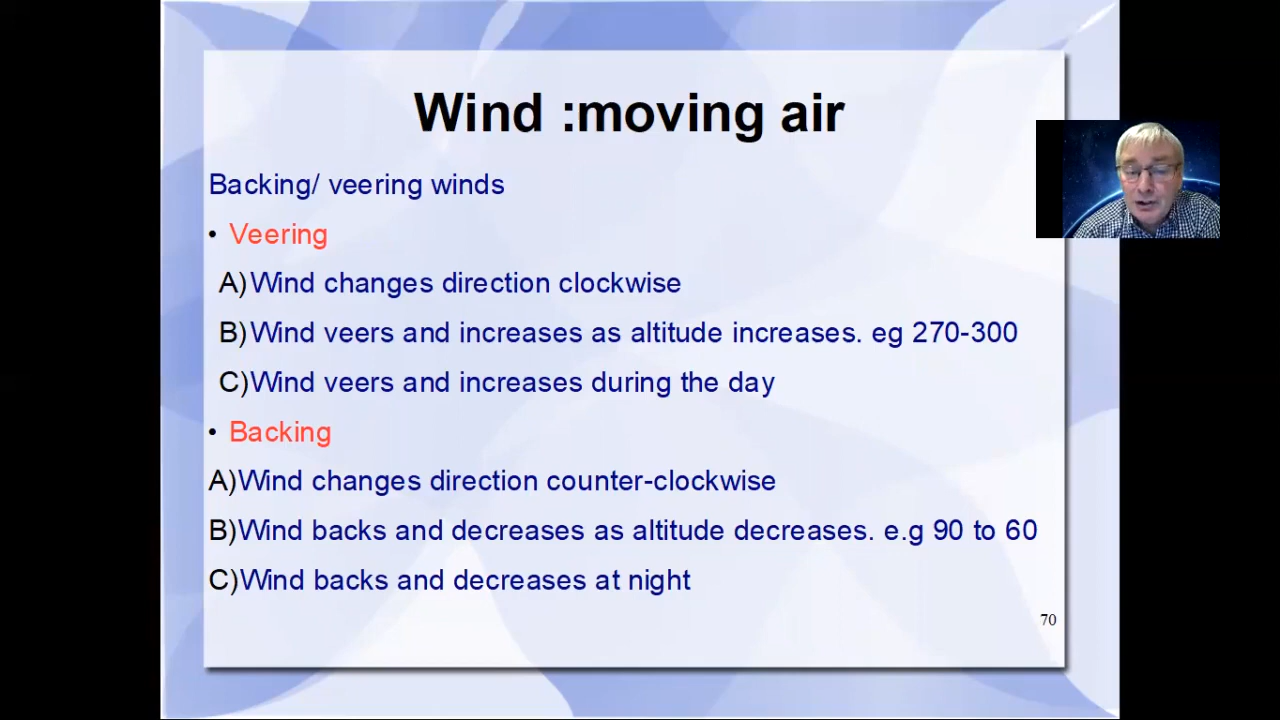 Wind :moving air
Backing/ veering winds
• Veering
A)Wind changes direction clockwise
B)Wind veers and increases as altitude increases. eg 270-300
C)Wind veers and increases during the day
• Backing
A)Wind changes direction counter-clockwise
B)Wind backs and decreases as altitude decreases. e.g 90 to 60
C)Wind backs and decreases at night
70